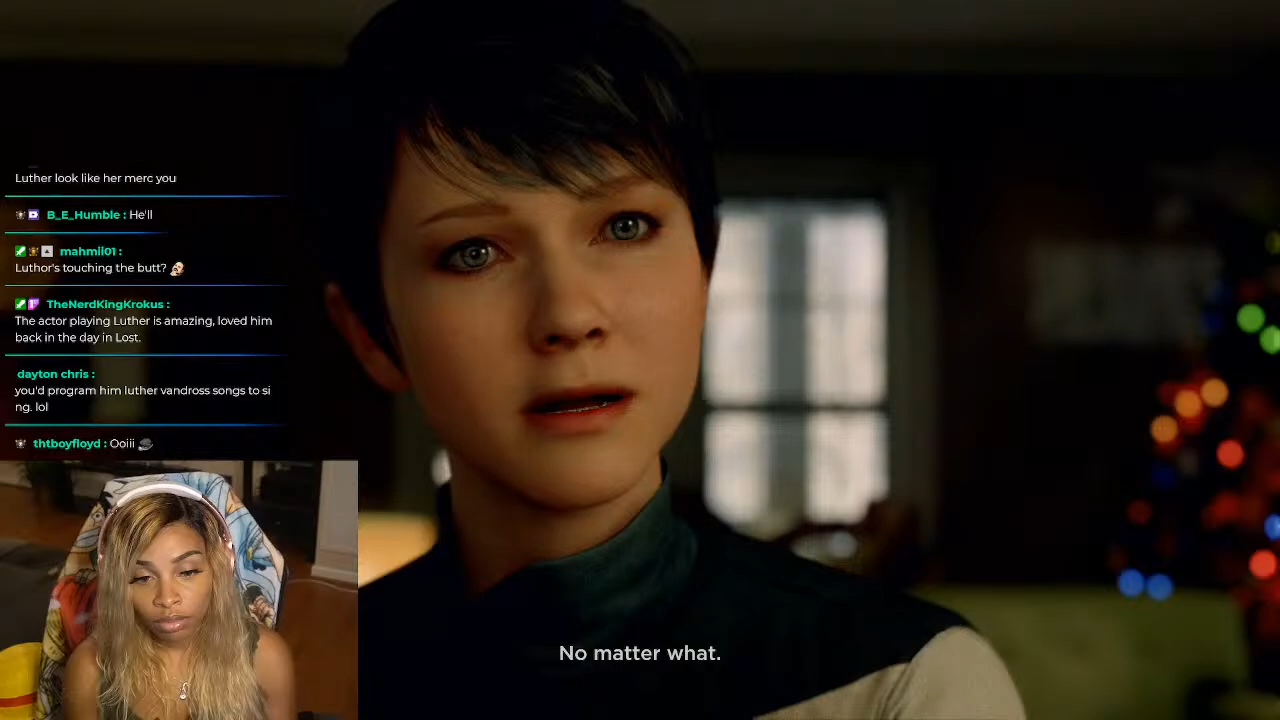 Luther look like her merc you
B_E_Humble : He'll
mahmii01 :
Luthor's touching the butt?
TheNerdKingKrokus :
The actor playing Luther is amazing, loved him
back in the day in Lost.
dayton chris :
you'd program him luther vandross songs to si
ng. lol
thtboyfloyd : Ooiii
No matter what.